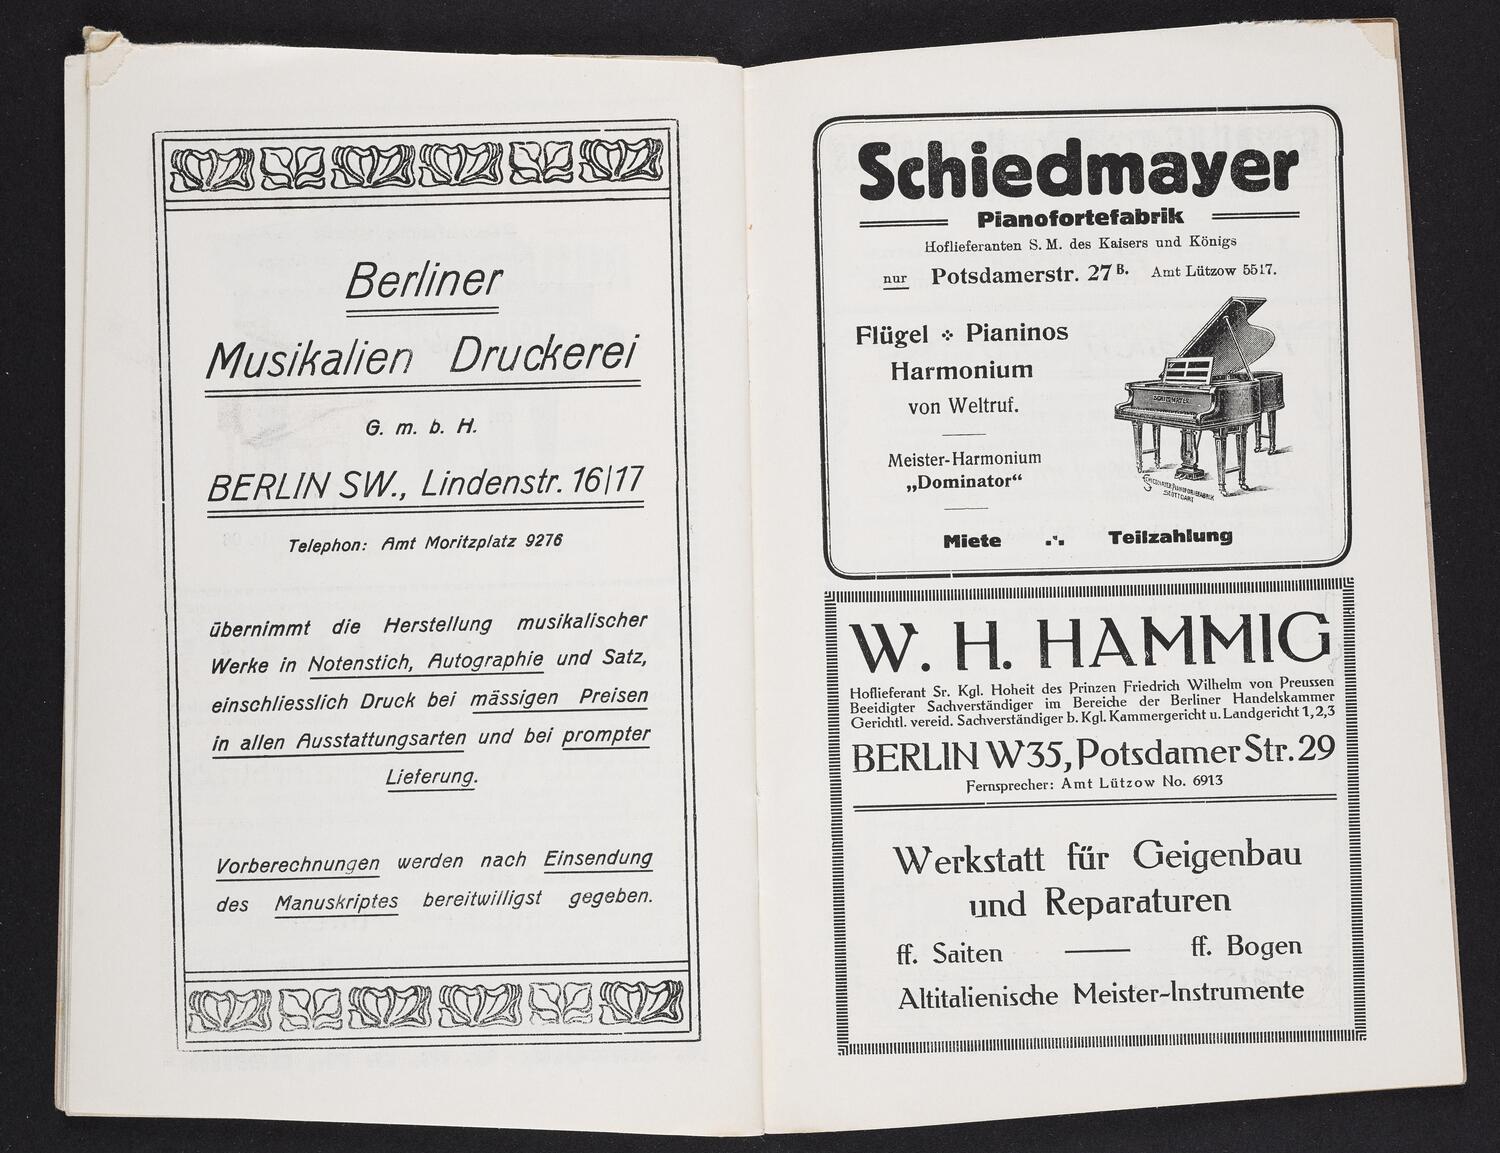 Berliner
Musikalien Druckerei
G. m. b. H.
BERLIN SW., Lindenstr. 16|17
Telephon: Amt Moritzplatz 9276
übernimmt die Herstellung musikalischer
Werke in Notenstich, Autographie und Satz,
einschliesslich Druck bei mässigen Preisen
in allen Ausstattungsarten und bei prompter
Lieferung.
Vorberechnungen werden nach Einsendung
des Manuskriptes bereitwilligst gegeben.
Schiedmayer
Pianofortefabrik
Hoflieferanten S. M. des Kaisers und Königs
nur Potsdamerstr. 27 B. Amt Lützow 5517.
Flügel Pianinos
Harmonium
von Weltruf.
Meister-Harmonium
„Dominator“
SCHIEDMAYER
SCHIEDMAYER PIANOFORTEFABRIK
STUTTGART
Miete ∴ Teilzahlung
W. H. HAMMIG
Hoflieferant Sr. Kgl. Hoheit des Prinzen Friedrich Wilhelm von Preussen
Beeidigter Sachverständiger im Bereiche der Berliner Handelskammer
Gerichtl. vereid. Sachverständiger b. Kgl. Kammergericht u. Landgericht 1, 2, 3
BERLIN W35, Potsdamer Str. 29
Fernsprecher: Amt Lützow No. 6913
Werkstatt für Geigenbau
und Reparaturen
ff. Saiten — ff. Bogen
Altitalienische Meister-Instrumente